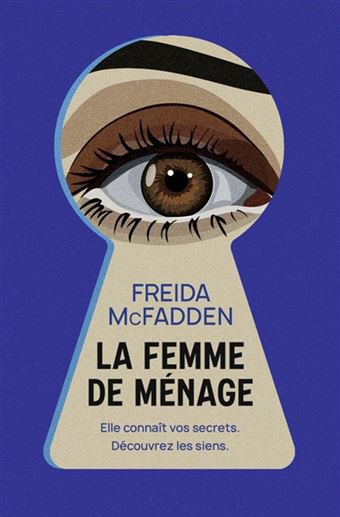 FREIDA
McFADDEN
LA FEMME
DE MÉNAGE
Elle connaît vos secrets.
Découvrez les siens.